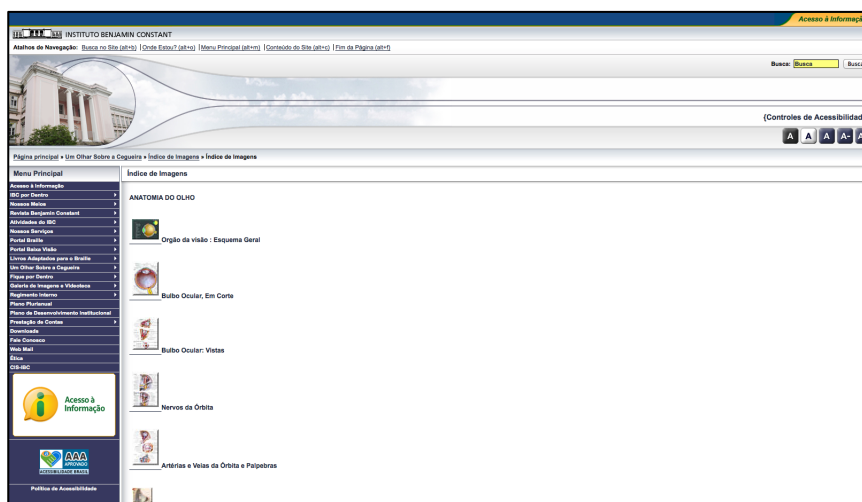 Acesso à Informaçã
INSTITUTO BENJAMIN CONSTANT
Atalhos de Navegação: Busca no Site (alt+b) | Onde Estou? (alt+o) | Menu Principal (alt+m) | Conteúdo do Site (alt+c) | Fim da Página (alt+f)
Busca: Busca Busca
{Controles de Acessibilidad
A A A A- A
Página principal » Um Olhar Sobre a Cegueira » Índice de Imagens » Índice de Imagens
Menu Principal
Índice de Imagens
Acesso à Informação
IBC por Dentro
Nossos Meios
Revista Benjamin Constant
Atividades do IBC
Nossos Serviços
Portal Braille
Portal Baixa Visão
Livros Adaptados para o Braille
Um Olhar Sobre a Cegueira
Fique por Dentro
Galeria de Imagens e Videoteca
Regimento Interno
Plano Plurianual
Plano de Desenvolvimento Institucional
Prestação de Contas
Downloads
Fale Conosco
Web Mail
Ética
CIS-IBC
Acesso à
Informação
AAA
APROVADO
ACESSIBILIDADE BRASIL
Política de Acessibilidade
ANATOMIA DO OLHO
Orgão da visão : Esquema Geral
Bulbo Ocular, Em Corte
Bulbo Ocular: Vistas
Nervos da Órbita
Artérias e Veias da Órbita e Palpebras